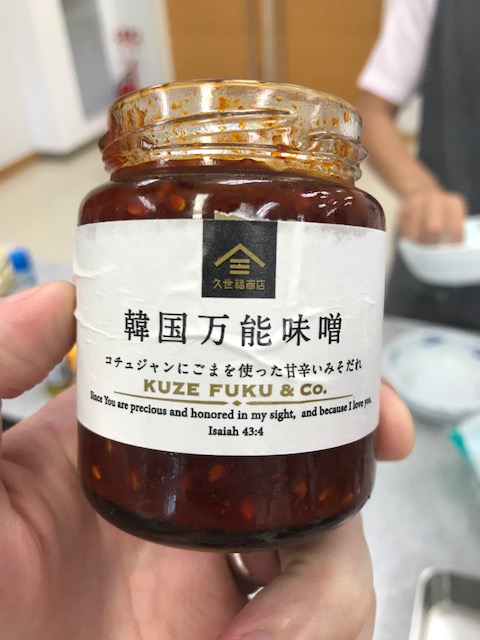 久世福商店
韓国万能味噌
コチュジャンにごまを使った甘辛いみそだれ
KUZE FUKU & Co.
Since You are precious and honored in my sight, and because I love you,
Isaiah 43:4